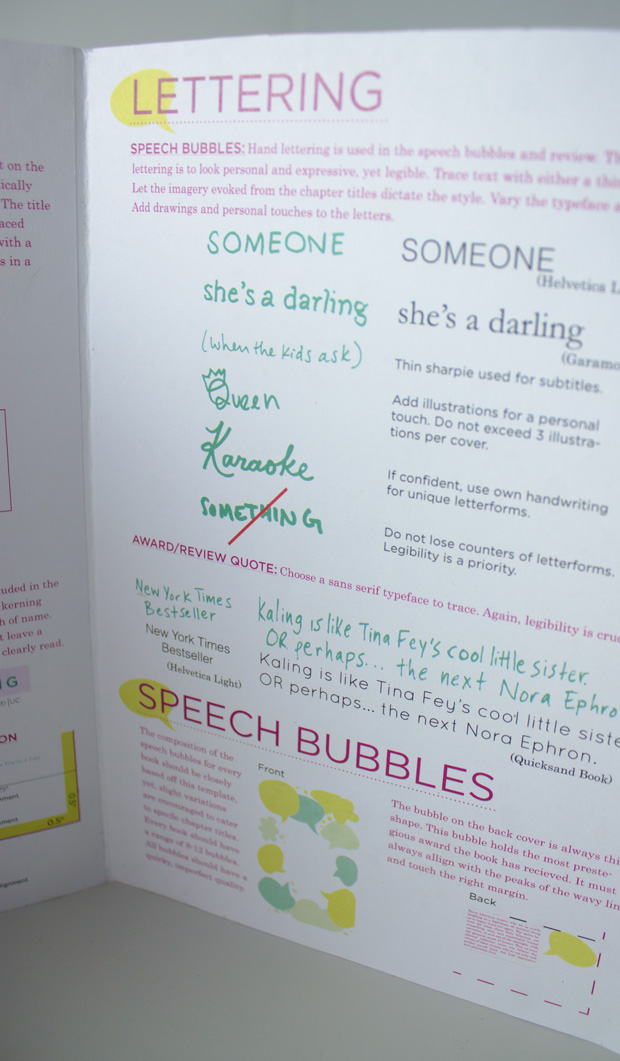 t on the
ically
The title
aced
with a
s in a
uded in the
kerning
h of name.
t leave a
clearly read.
G
ON
0.5"
0.5"
ignment
LETTERING
SPEECH BUBBLES: Hand lettering is used in the speech bubbles and review. Th
lettering is to look personal and expressive, yet legible. Trace text with either a thin
Let the imagery evoked from the chapter titles dictate the style. Vary the typeface a
Add drawings and personal touches to the letters.
SOMEONE
SOMEONE
(Helvetica L
she's a darling
she's a darling
(Garamo
(when the kids ask)
Thin sharpie used for subtitles.
Queen
Add illustrations for a personal
touch. Do not exceed 3 illustra-
tions per cover.
Karaoke
If confident, use own handwriting
for unique letterforms.
SOMETHING
Do not lose counters of letterforms.
Legibility is a priority.
AWARD/REVIEW QUOTE: Choose a sans serif typeface to trace. Again, legibility is cruc
New York Times
Bestseller
New York Times
Bestseller
(Helvetica Light)
Kaling is like Tina Fey's cool little sister.
OR perhaps... the next Nora Ephro
Kaling is like Tina Fey's cool little siste
OR perhaps... the next Nora Ephron.
(Quicksand Book)
SPEECH BUBBLES
The composition of the
speech bubbles for every
book should be closely
based off this template,
yet, slight variations
are encouraged to cater
to specific chapter titles.
Every book should have
a range of 8-12 bubbles.
All bubbles should have a
quirky, imperfect quality.
Front
The bubble on the back cover is always thi
shape. This bubble holds the most preste-
gious award the book has recieved. It must
always allign with the peaks of the wavy lin
and touch the right margin.
Back